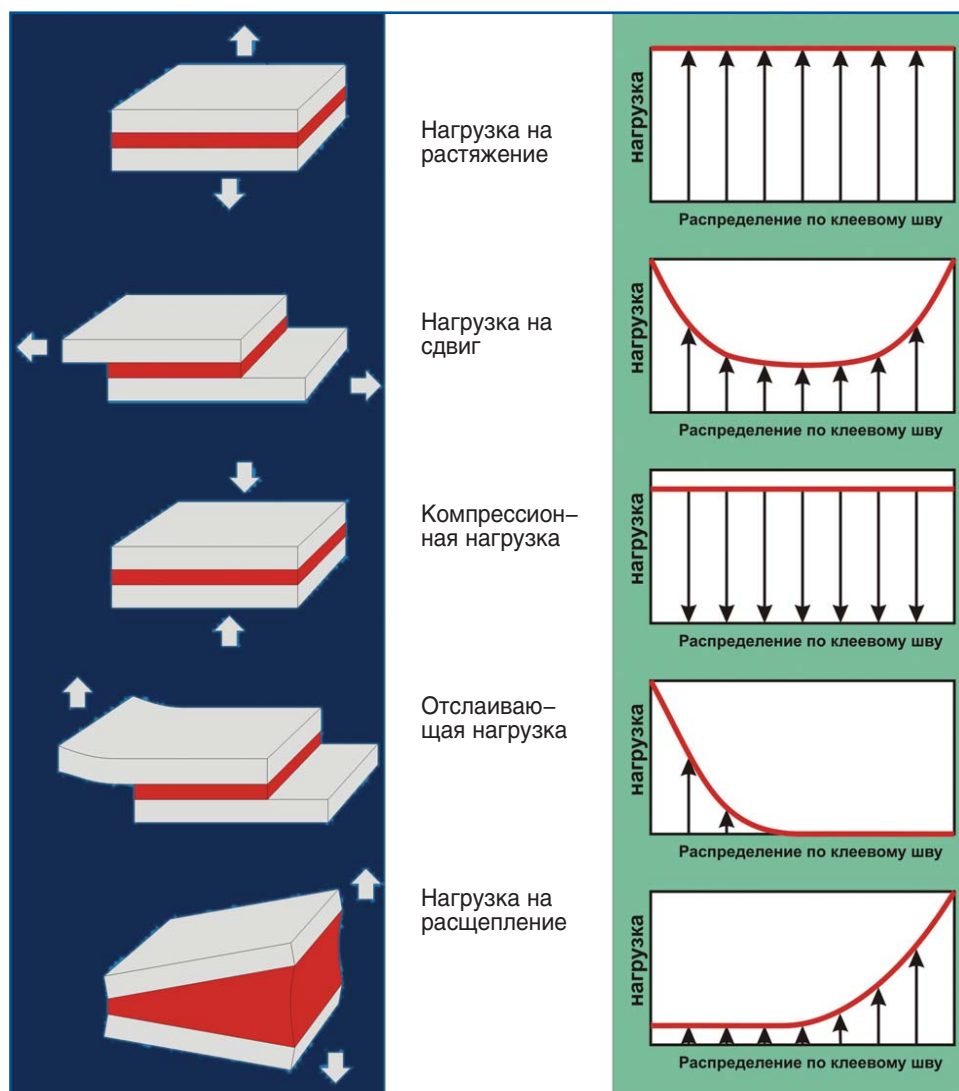 Нагрузка на
растяжение
нагрузка
Распределение по клеевому шву
Нагрузка на
сдвиг
нагрузка
Распределение по клеевому шву
Компрессион–
ная нагрузка
нагрузка
Распределение по клеевому шву
Отслаиваю–
щая нагрузка
нагрузка
Распределение по клеевому шву
Нагрузка на
расщепление
нагрузка
Распределение по клеевому шву